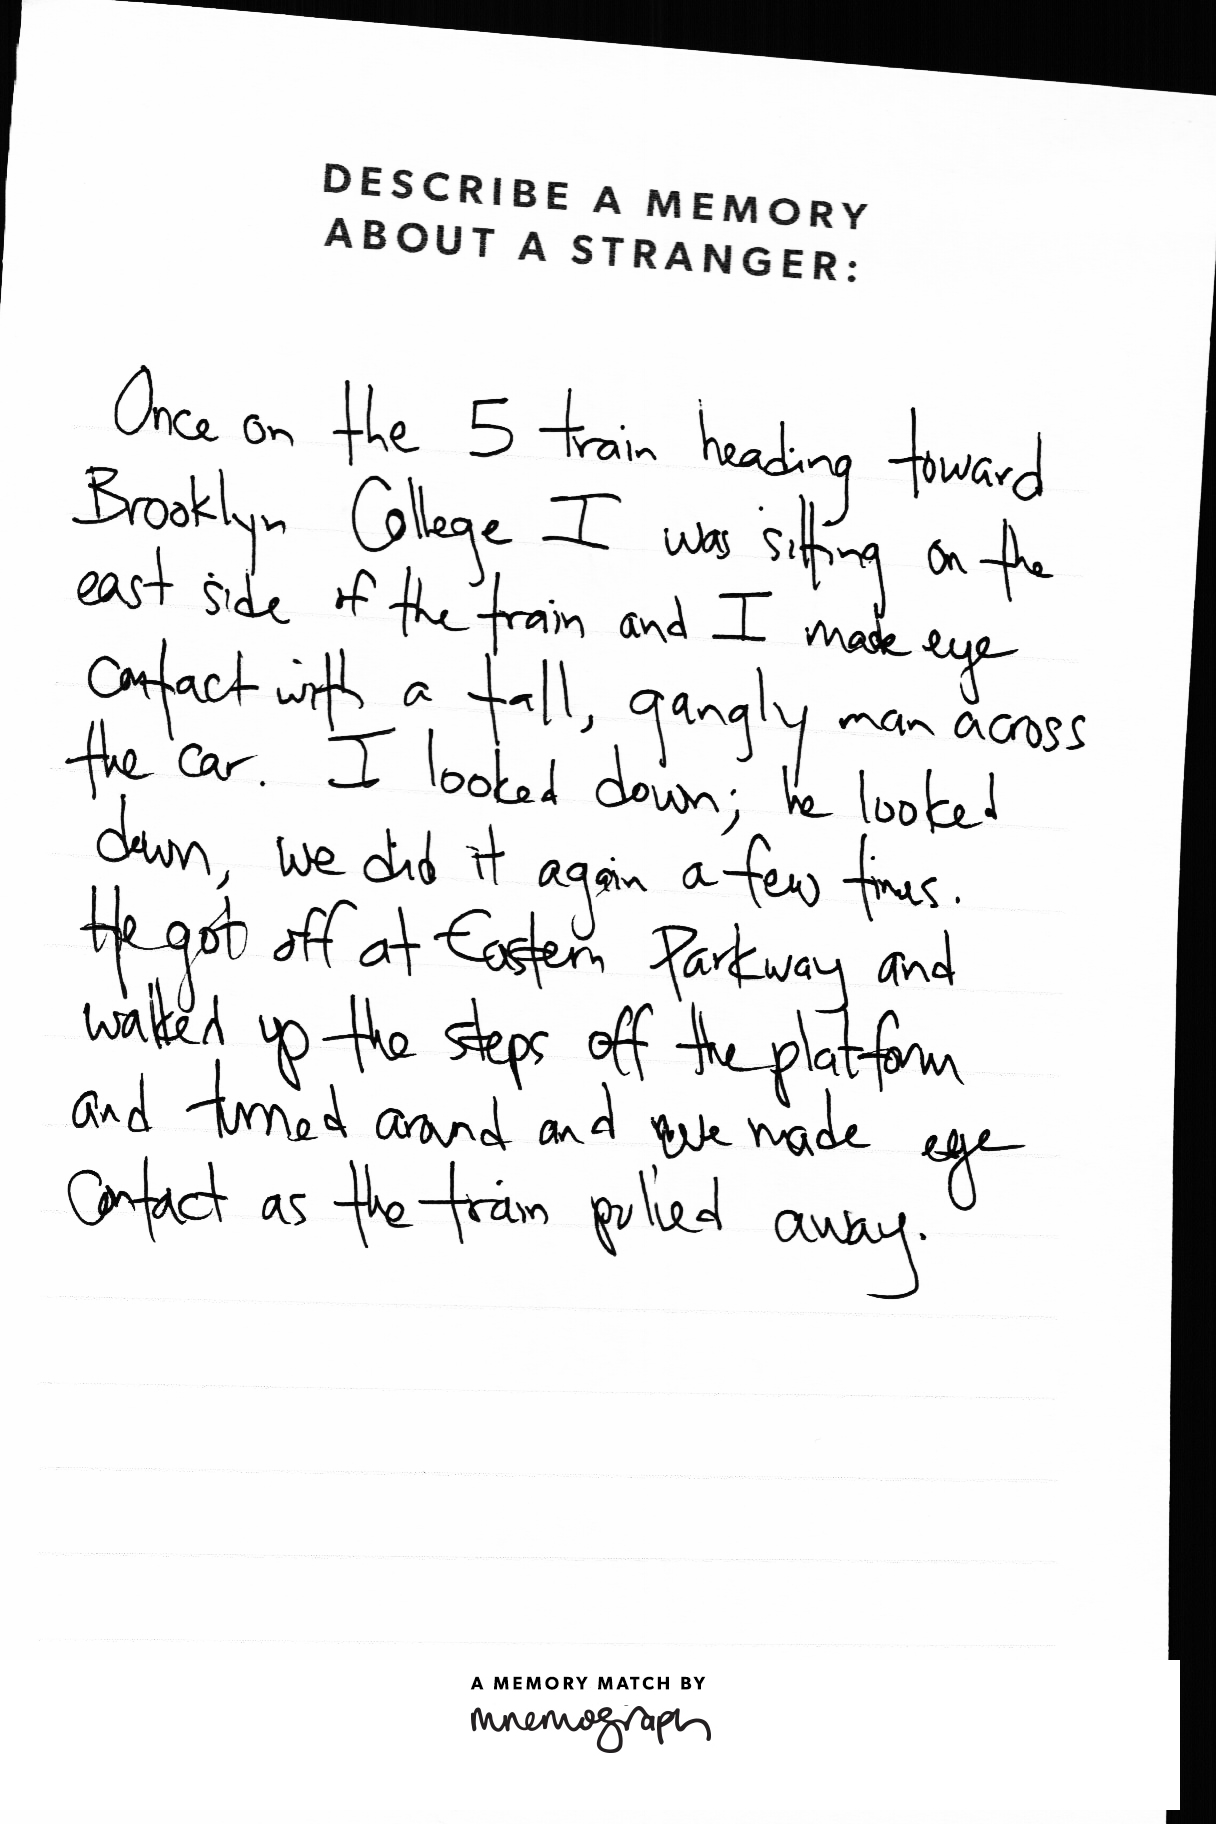 DESCRIBE A MEMORY
ABOUT A STRANGER:
Once on the 5 train heading toward
Brooklyn College I was sitting on the
east side of the train and I made eye
contact with a tall, gangly man across
the car. I looked down; he looked
down, we did it again a few times.
He got off at Eastern Parkway and
walked up the steps off the platform
and turned around and we made eye
contact as the train pulled away.
A MEMORY MATCH BY
mnemograph